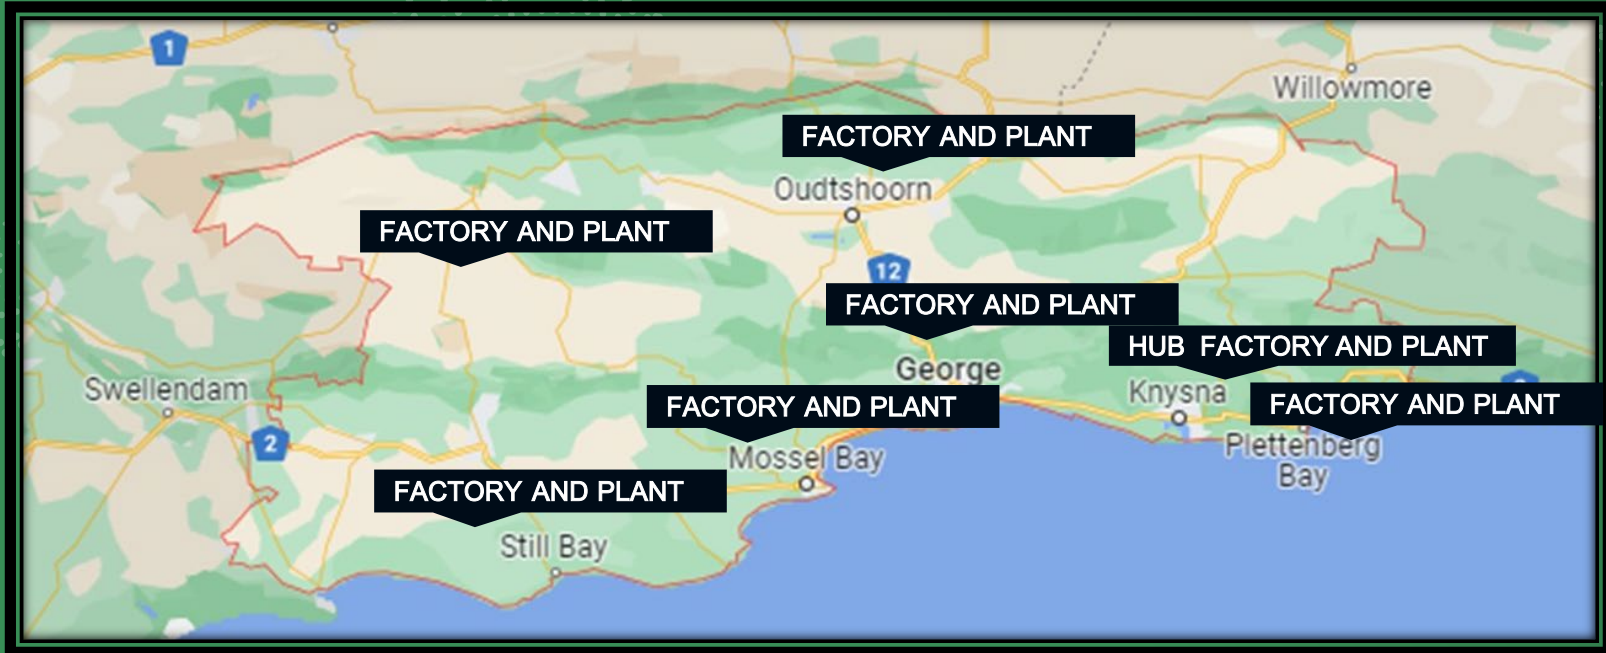 1
Willowmore
FACTORY AND PLANT
Oudtshoorn
FACTORY AND PLANT
12
FACTORY AND PLANT
HUB FACTORY AND PLANT
George
Swellendam
Knysna
FACTORY AND PLANT
FACTORY AND PLANT
2
Plettenberg
Bay
Mossel Bay
FACTORY AND PLANT
Still Bay